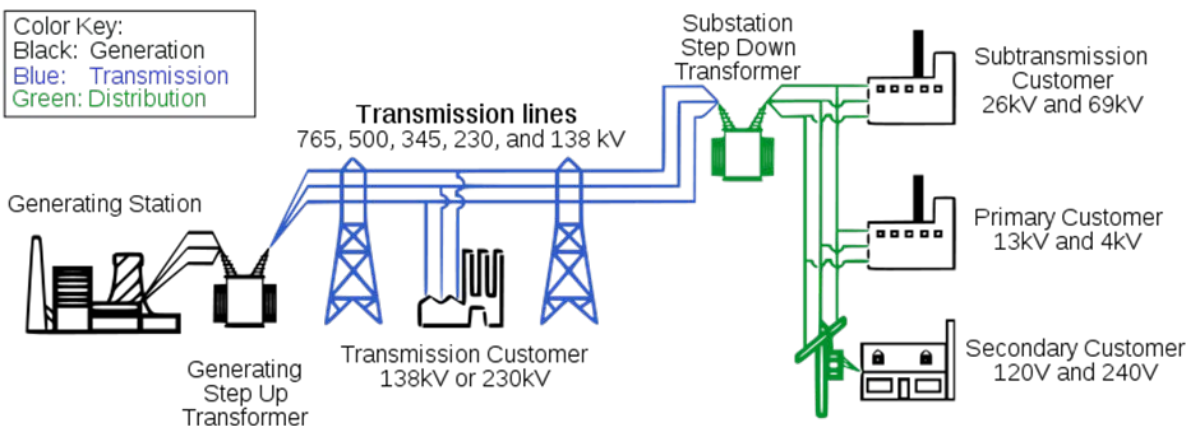 Color Key:
Black: Generation
Blue: Transmission
Green: Distribution
Substation
Step Down
Transformer
Subtransmission
Customer
26kV and 69kV
Transmission lines
765, 500, 345, 230, and 138 kV
Generating Station
Primary Customer
13kV and 4kV
Generating
Step Up
Transformer
Transmission Customer
138kV or 230kV
Secondary Customer
120V and 240V